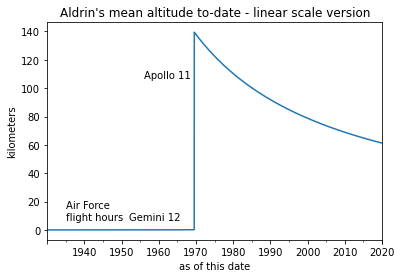 Aldrin's mean altitude to-date - linear scale version
140
120
100
80
60
40
20
0
kilometers
Apollo 11
Air Force
flight hours Gemini 12
1940 1950 1960 1970 1980 1990 2000 2010 2020
as of this date